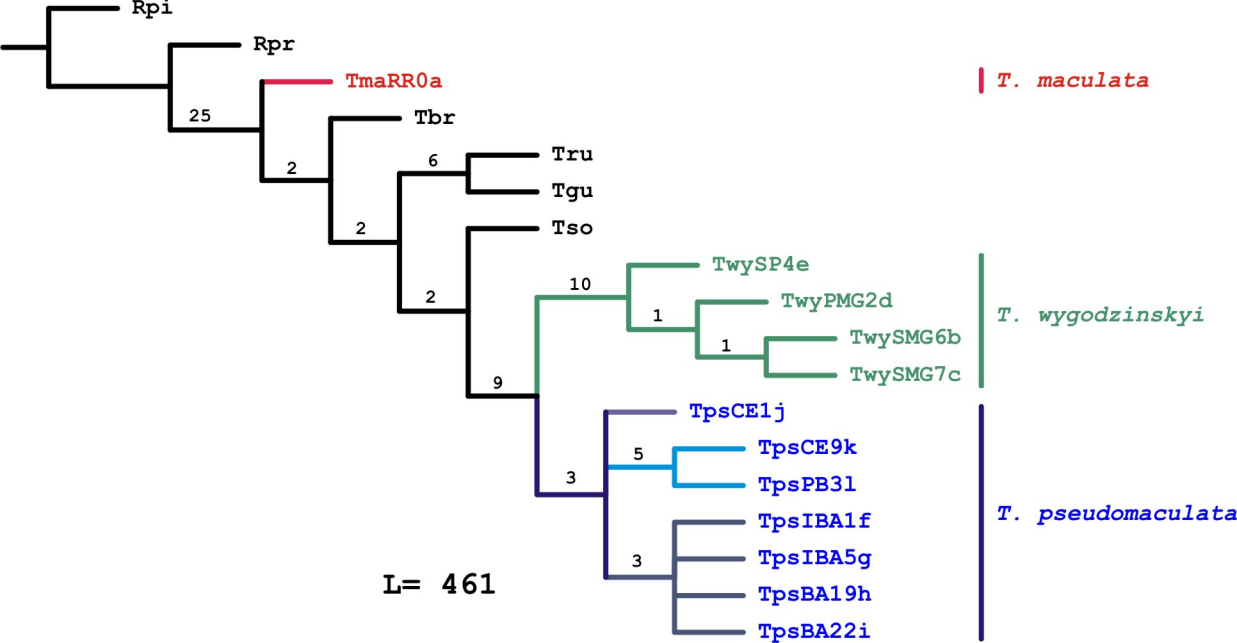 Rpi
Rpr
TmaRR0a
T. maculata
25
Tbr
2
6
Tru
Tgu
2
Tso
TwySP4e
10
2
TwyPMG2d
1
T. wygodzinskyi
TwySMG6b
1
TwySMG7c
9
TpsCE1j
TpsCE9k
5
3
TpsPB3l
T. pseudomaculata
TpsIBA1f
TpsIBA5g
3
L= 461
TpsBA19h
TpsBA22i